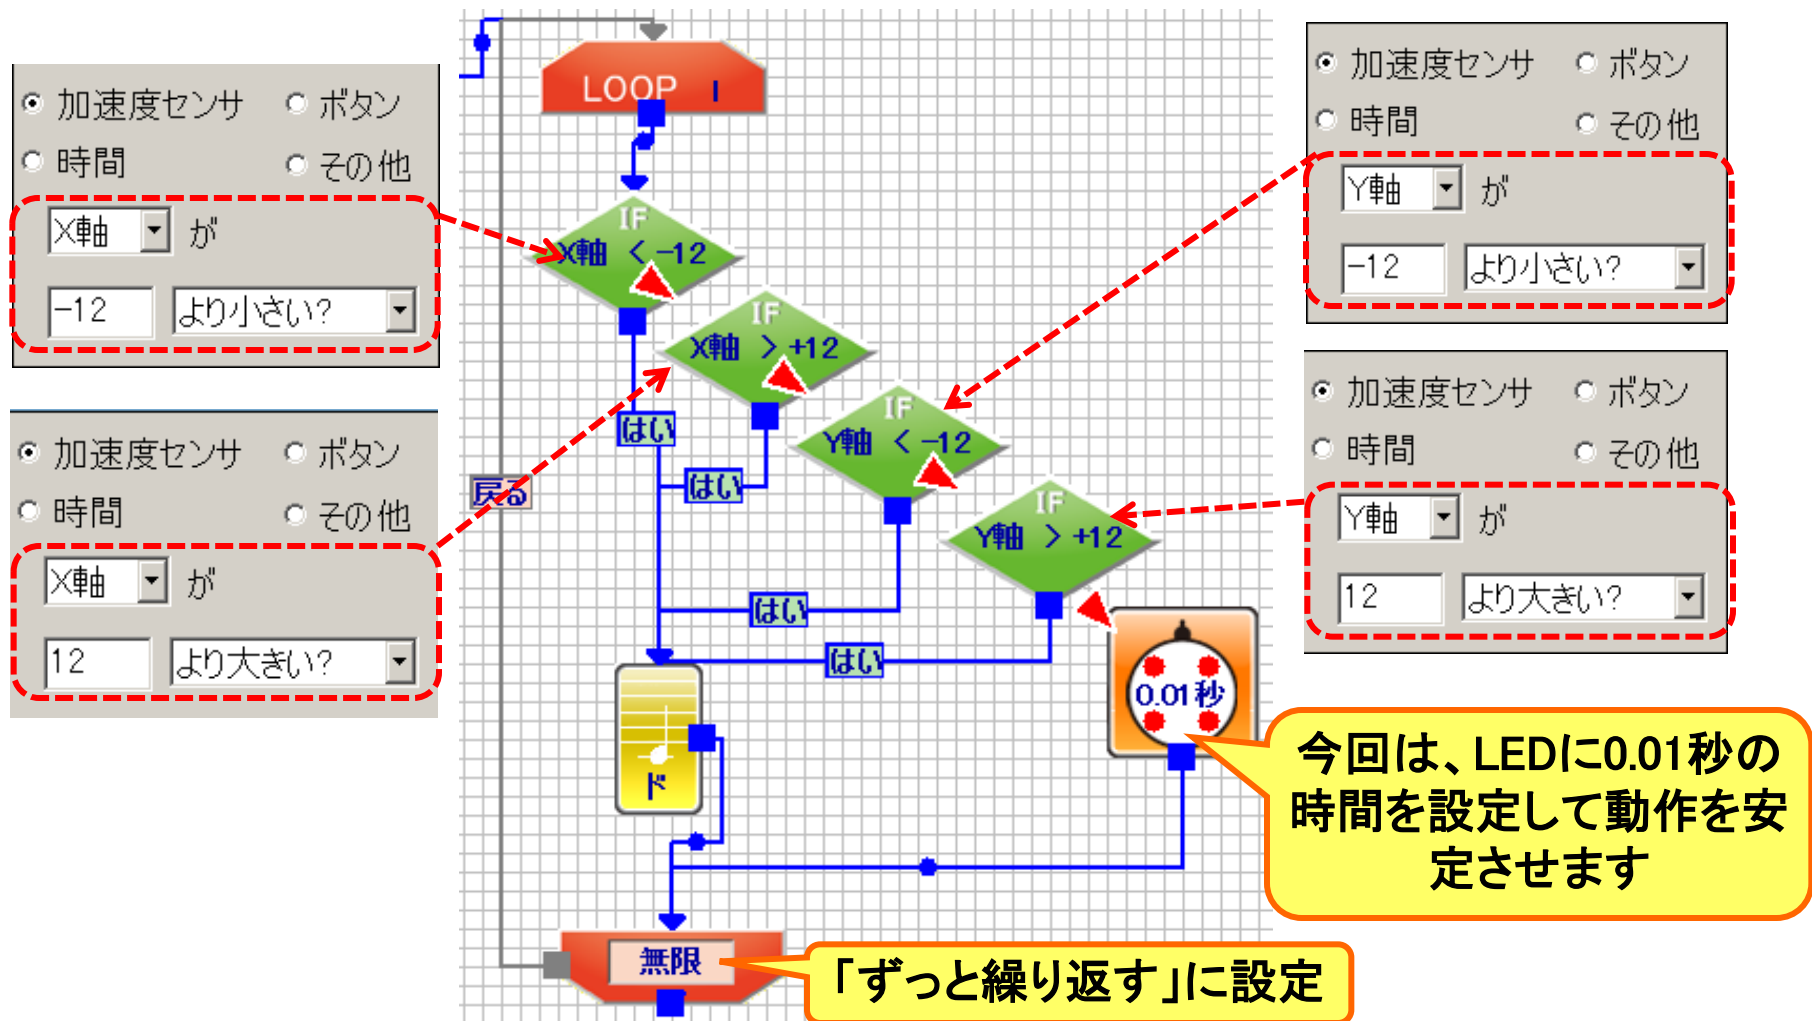 加速度センサ ボタン
時間 その他
X軸 が
-12 より小さい?
加速度センサ ボタン
時間 その他
X軸 が
12 より大きい?
LOOP
IF
X軸 < -12
IF
X軸 > +12
IF
Y軸 < -12
IF
Y軸 > +12
はい
はい
はい
はい
戻る
ド
0.01秒
無限
「ずっと繰り返す」に設定
加速度センサ ボタン
時間 その他
Y軸 が
-12 より小さい?
加速度センサ ボタン
時間 その他
Y軸 が
12 より大きい?
今回は、LEDに0.01秒の
時間を設定して動作を安
定させます